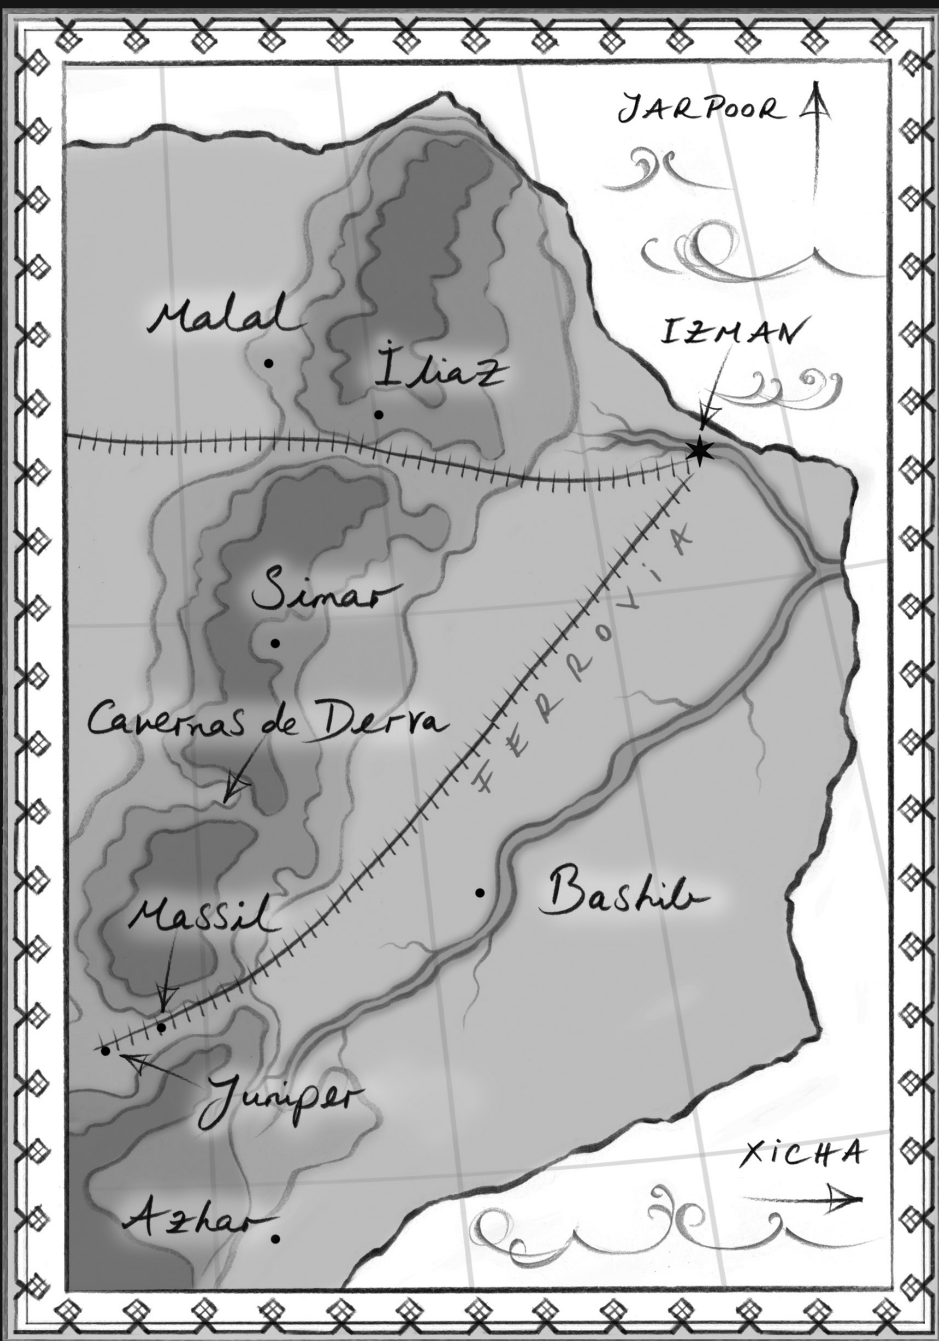 JARPOOR
IZMAN
Malal
İliaz
FERROViA
Simar
Cavernas de Derva
Bashib
Massil
Juniper
XiCHA
Azhar